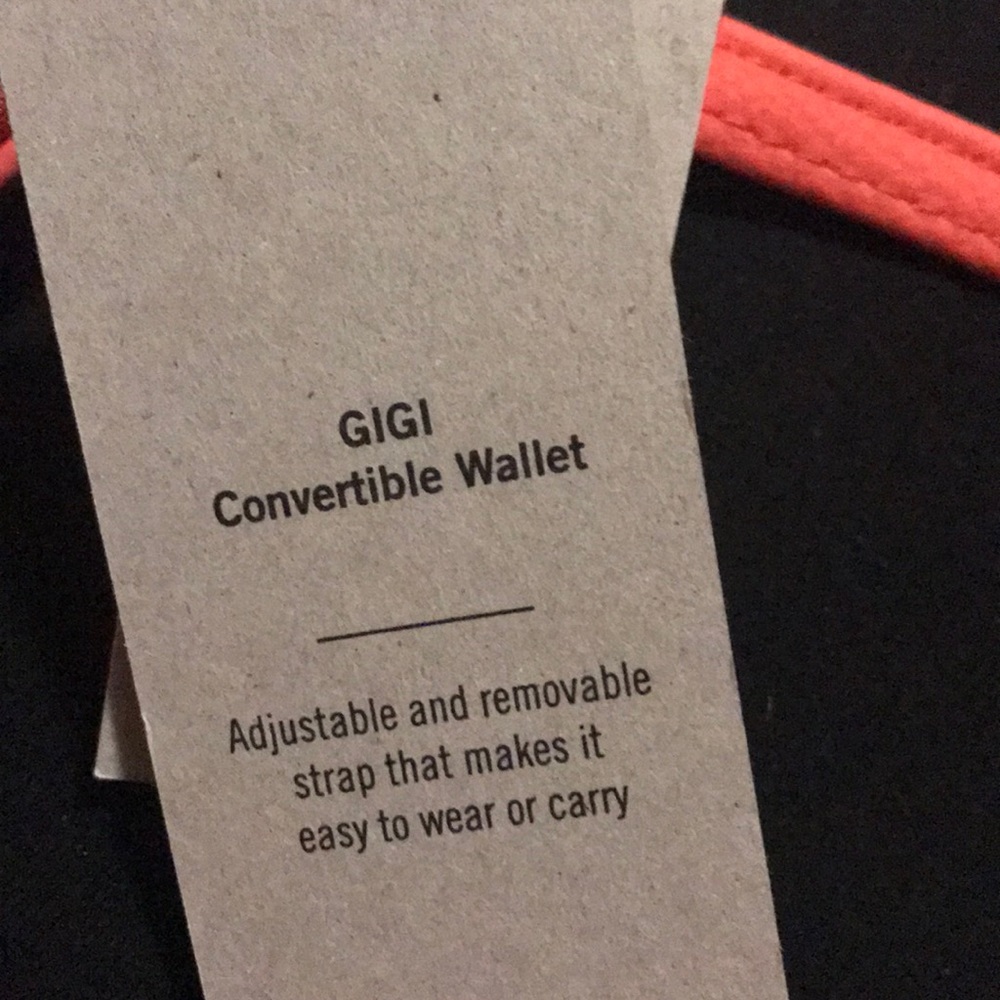 GIGI
Convertible Wallet
Adjustable and removable
strap that makes it
easy to wear or carry